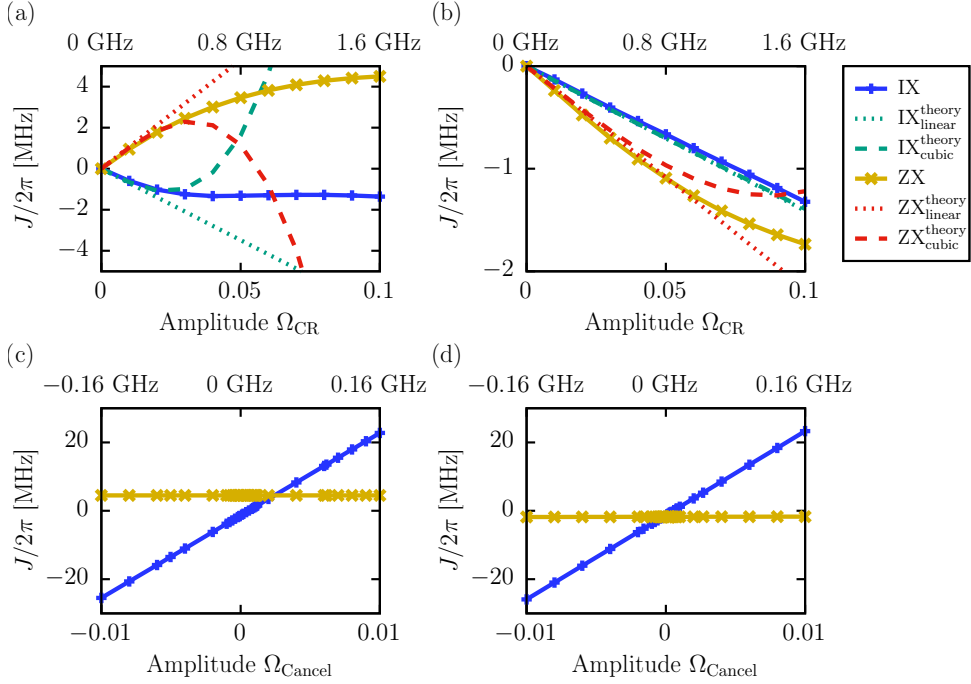 (a)
0 GHz 0.8 GHz 1.6 GHz
J/2π [MHz]
4
2
0
−2
−4
0 0.05 0.1
Amplitude Ω_CR
(b)
0 GHz 0.8 GHz 1.6 GHz
J/2π [MHz]
0
−1
−2
0 0.05 0.1
Amplitude Ω_CR
IX
IX^theory_linear
IX^theory_cubic
ZX
ZX^theory_linear
ZX^theory_cubic
(c)
−0.16 GHz 0 GHz 0.16 GHz
J/2π [MHz]
20
0
−20
−0.01 0 0.01
Amplitude Ω_Cancel
(d)
−0.16 GHz 0 GHz 0.16 GHz
J/2π [MHz]
20
0
−20
−0.01 0 0.01
Amplitude Ω_Cancel